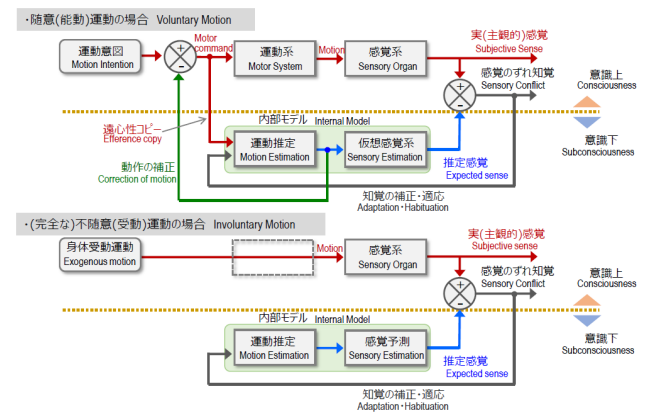 ・随意(能動)運動の場合 Voluntary Motion
運動意図
Motion Intention
Motor
command
運動系
Motor System
Motion
感覚系
Sensory Organ
実(主観的)感覚
Subjective Sense
感覚のずれ知覚
Sensory Conflict
意識上
Consciousness
意識下
Subconsciousness
遠心性コピー
Efference copy
内部モデル Internal Model
運動推定
Motion Estimation
仮想感覚系
Sensory Estimation
推定感覚
Expected sense
動作の補正
Correction of motion
知覚の補正・適応
Adaptation・Habituation
・(完全な)不随意(受動)運動の場合 Involuntary Motion
身体受動運動
Exogenous motion
Motion
感覚系
Sensory Organ
実(主観的)感覚
Subjective sense
感覚のずれ知覚
Sensory Conflict
意識上
Consciousness
意識下
Subconsciousness
内部モデル Internal Model
運動推定
Motion Estimation
感覚予測
Sensory Estimation
推定感覚
Expected sense
知覚の補正・適応
Adaptation・Habituation